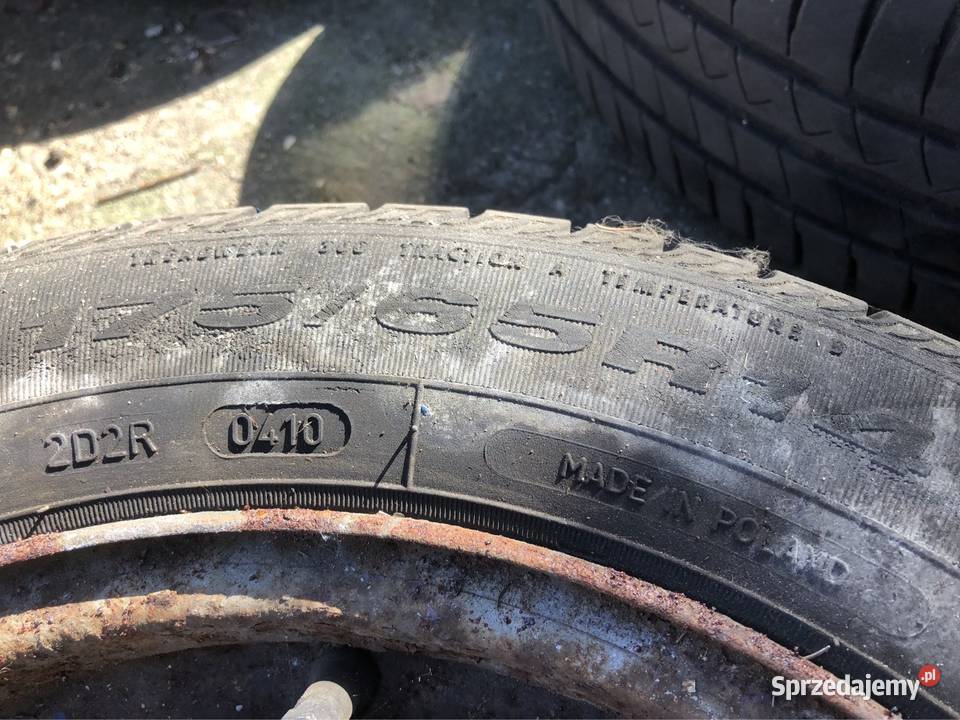 TREADWEAR 300 TRACTION A TEMPERATURE B
175/65R14
2D2R 0410
MADE IN POLAND
Sprzedajemy.pl